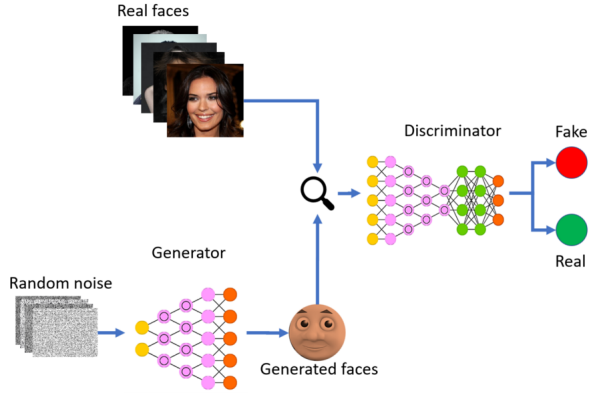 Real faces
Discriminator
Fake
Generator
Real
Random noise
Generated faces